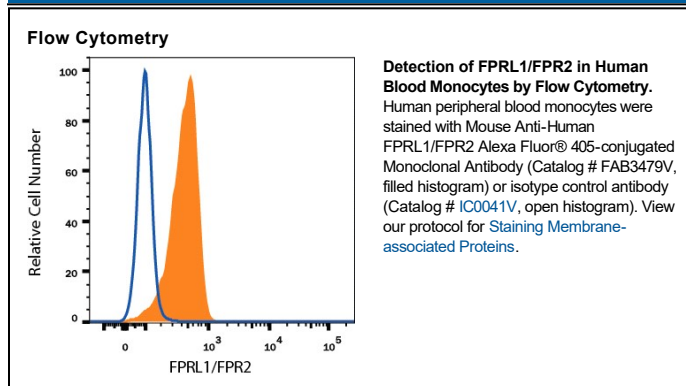 Flow Cytometry
100
80
60
40
20
0
Relative Cell Number
0
10³
10⁴
10⁵
FPRL1/FPR2
Detection of FPRL1/FPR2 in Human
Blood Monocytes by Flow Cytometry.
Human peripheral blood monocytes were
stained with Mouse Anti-Human
FPRL1/FPR2 Alexa Fluor® 405-conjugated
Monoclonal Antibody (Catalog # FAB3479V,
filled histogram) or isotype control antibody
(Catalog # IC0041V, open histogram). View
our protocol for Staining Membrane-
associated Proteins.